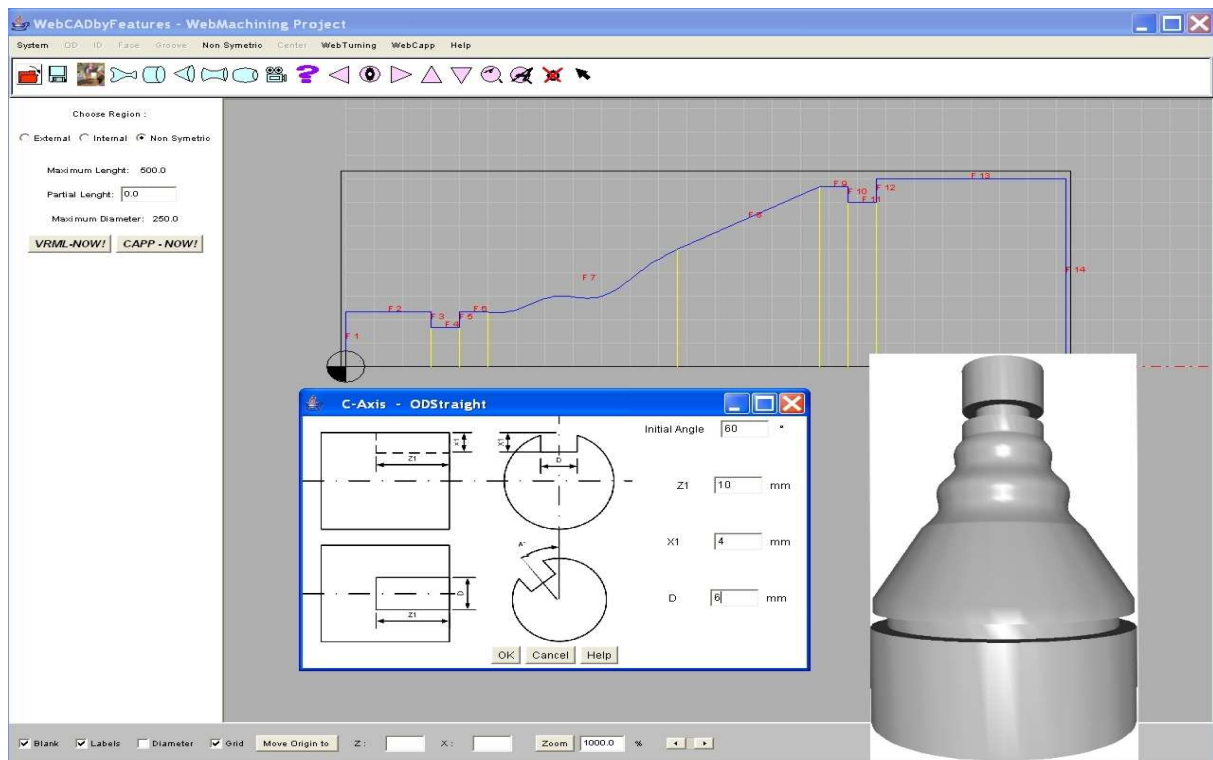 WebCADbyFeatures - WebMachining Project
System OD ID Face Groove Non Symetric Center WebTurning WebCapp Help
Choose Region :
External Internal Non Symetric
Maximum Lenght: 500.0
Partial Lenght: 0.0
Maximum Diameter: 250.0
VRML-NOW! CAPP - NOW!
F 1
F 2
F 3
F 4
F 5
F 6
F 7
F 8
F 9
F 10
F 11
F 12
F 13
F 14
C-Axis - ODStraight
Initial Angle 60 °
Z1 10 mm
X1 4 mm
D 6 mm
X1
Z1
X1
D
A°
D
Z1
OK Cancel Help
Blank Labels Diameter Grid Move Origin to Z : X : Zoom 1000.0 %